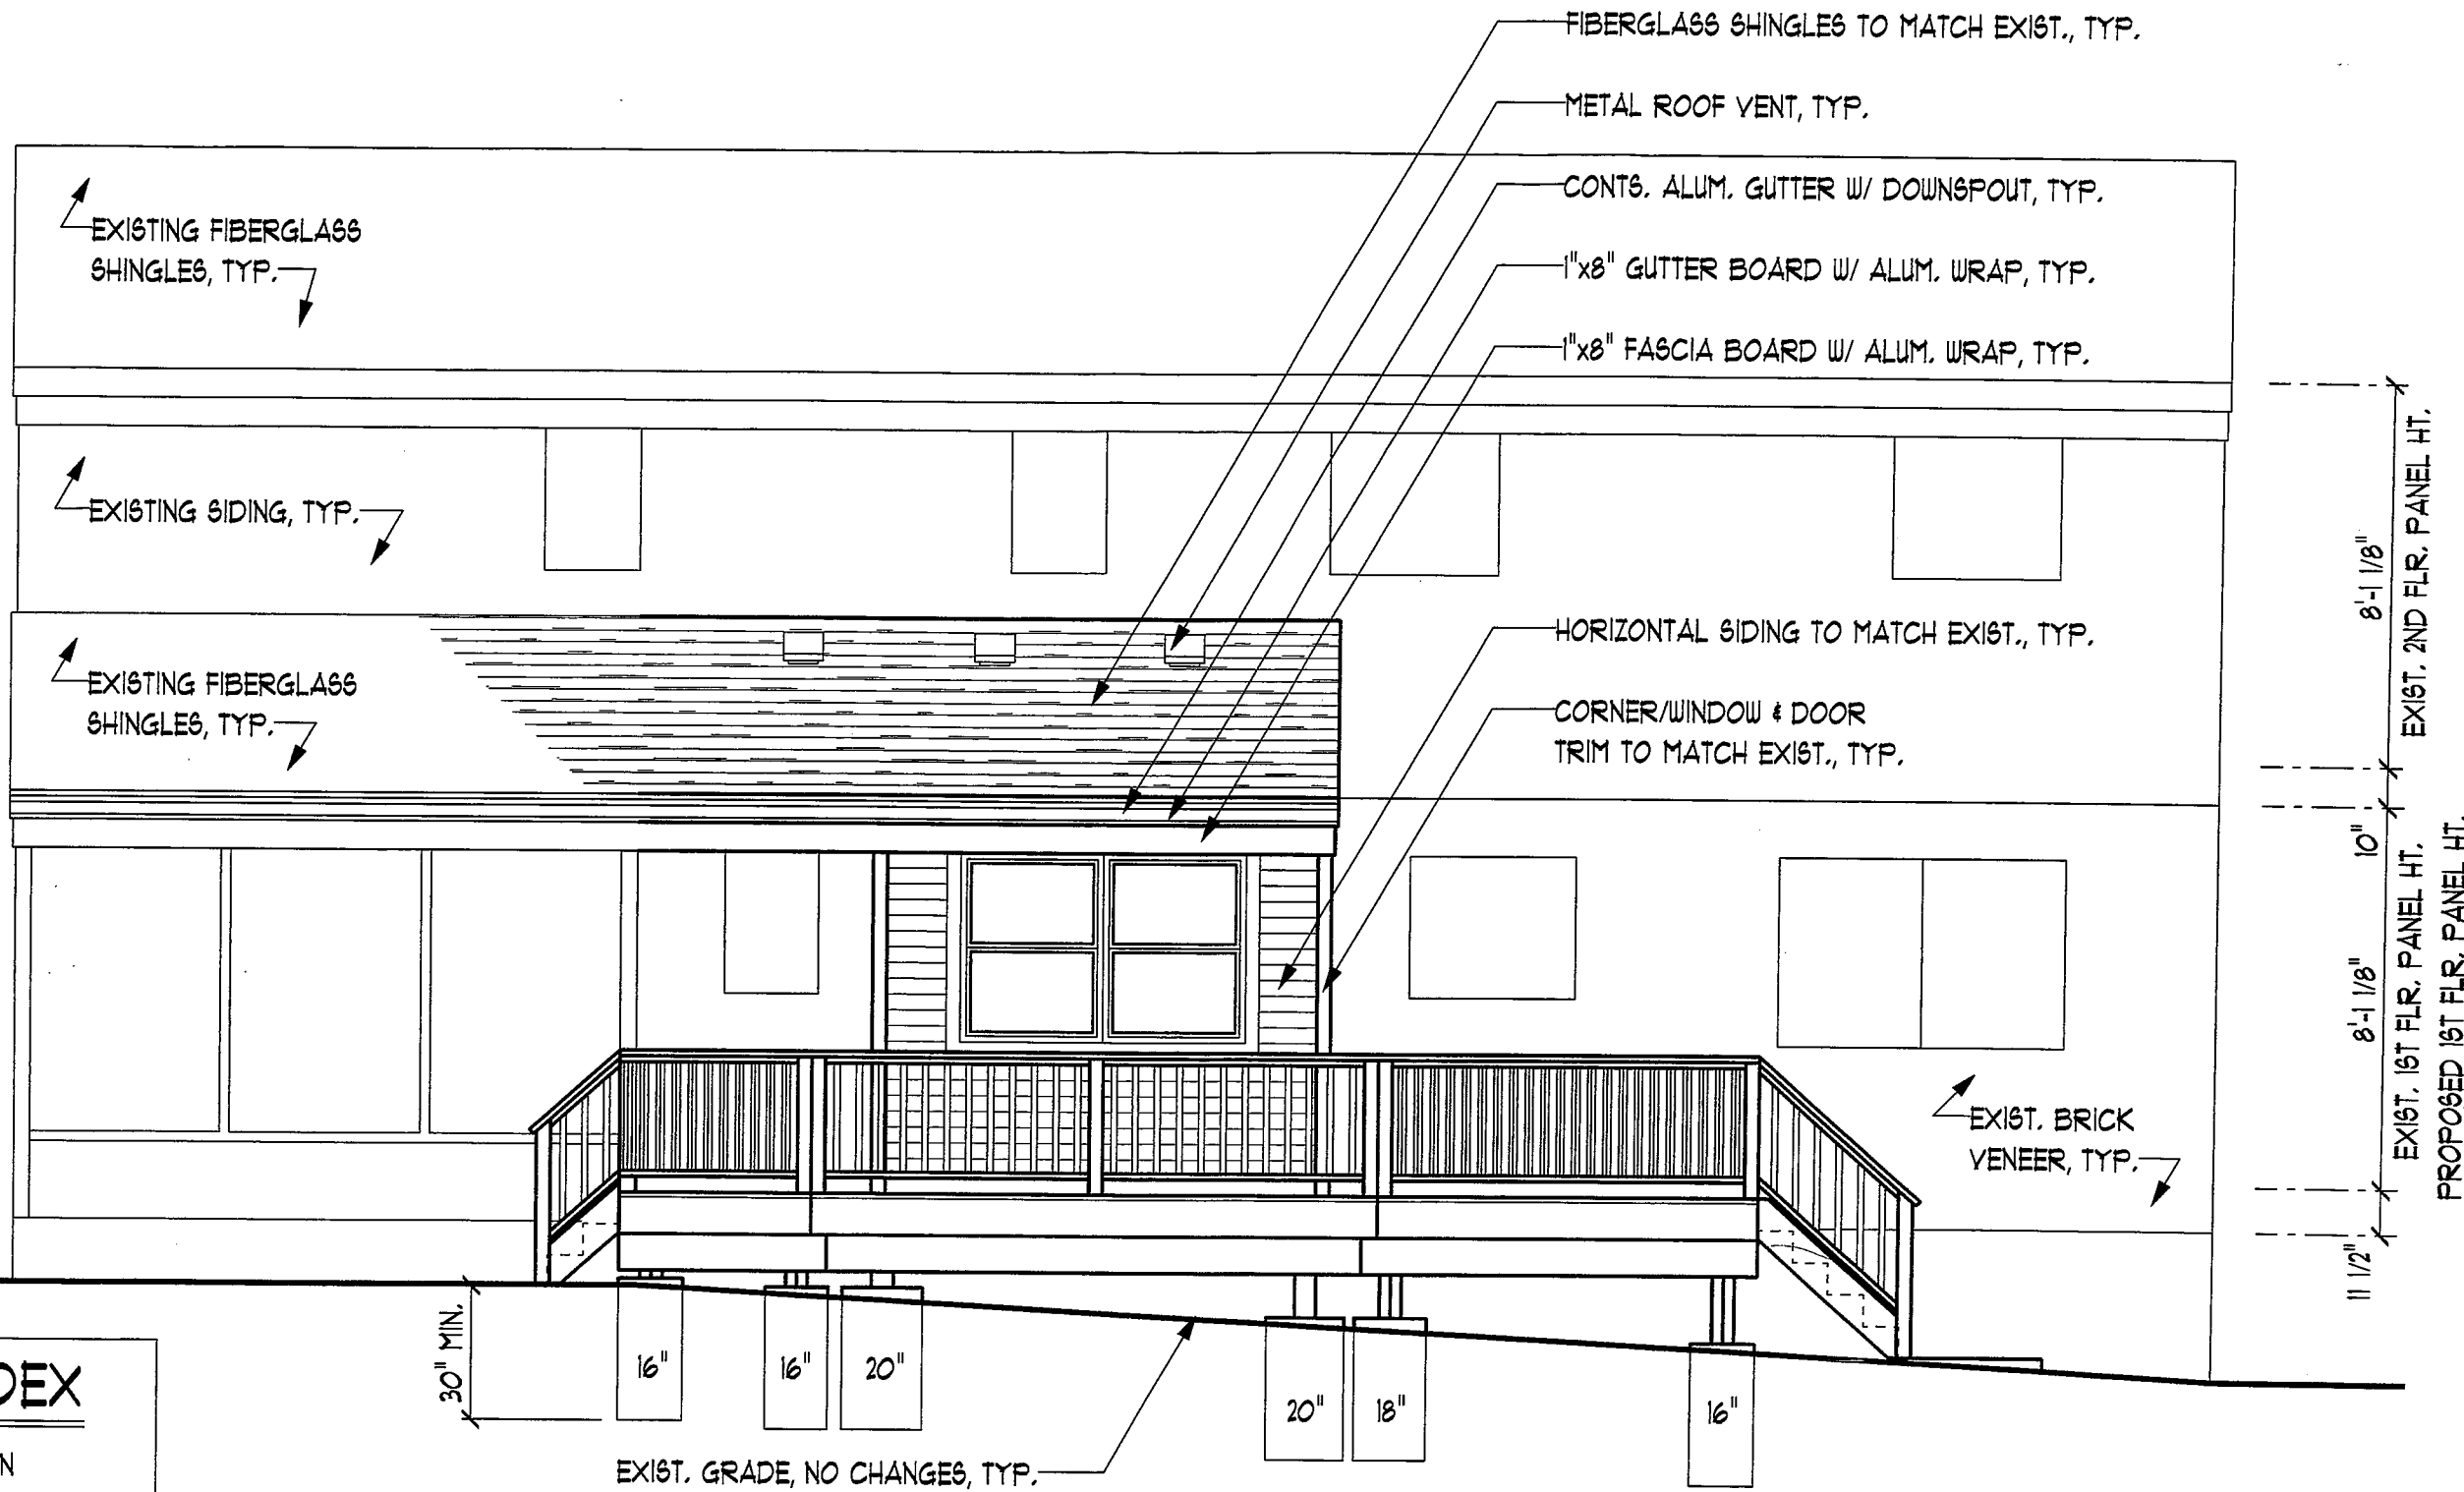 FIBERGLASS SHINGLES TO MATCH EXIST., TYP.
METAL ROOF VENT, TYP.
CONTS. ALUM. GUTTER W/ DOWNSPOUT, TYP.
1"x8" GUTTER BOARD W/ ALUM. WRAP, TYP.
1"x8" FASCIA BOARD W/ ALUM. WRAP, TYP.
EXISTING FIBERGLASS
SHINGLES, TYP.
EXISTING SIDING, TYP.
EXISTING FIBERGLASS
SHINGLES, TYP.
HORIZONTAL SIDING TO MATCH EXIST., TYP.
CORNER/WINDOW & DOOR
TRIM TO MATCH EXIST., TYP.
8'-1 1/8"
EXIST. 2ND FLR. PANEL HT.
10"
8'-1 1/8"
EXIST. 1ST FLR. PANEL HT.
PROPOSED 1ST FLR. PANEL HT.
11 1/2"
EXIST. BRICK
VENEER, TYP.
30" MIN.
16"
16"
20"
20"
18"
16"
EXIST. GRADE, NO CHANGES, TYP.
DEX
N